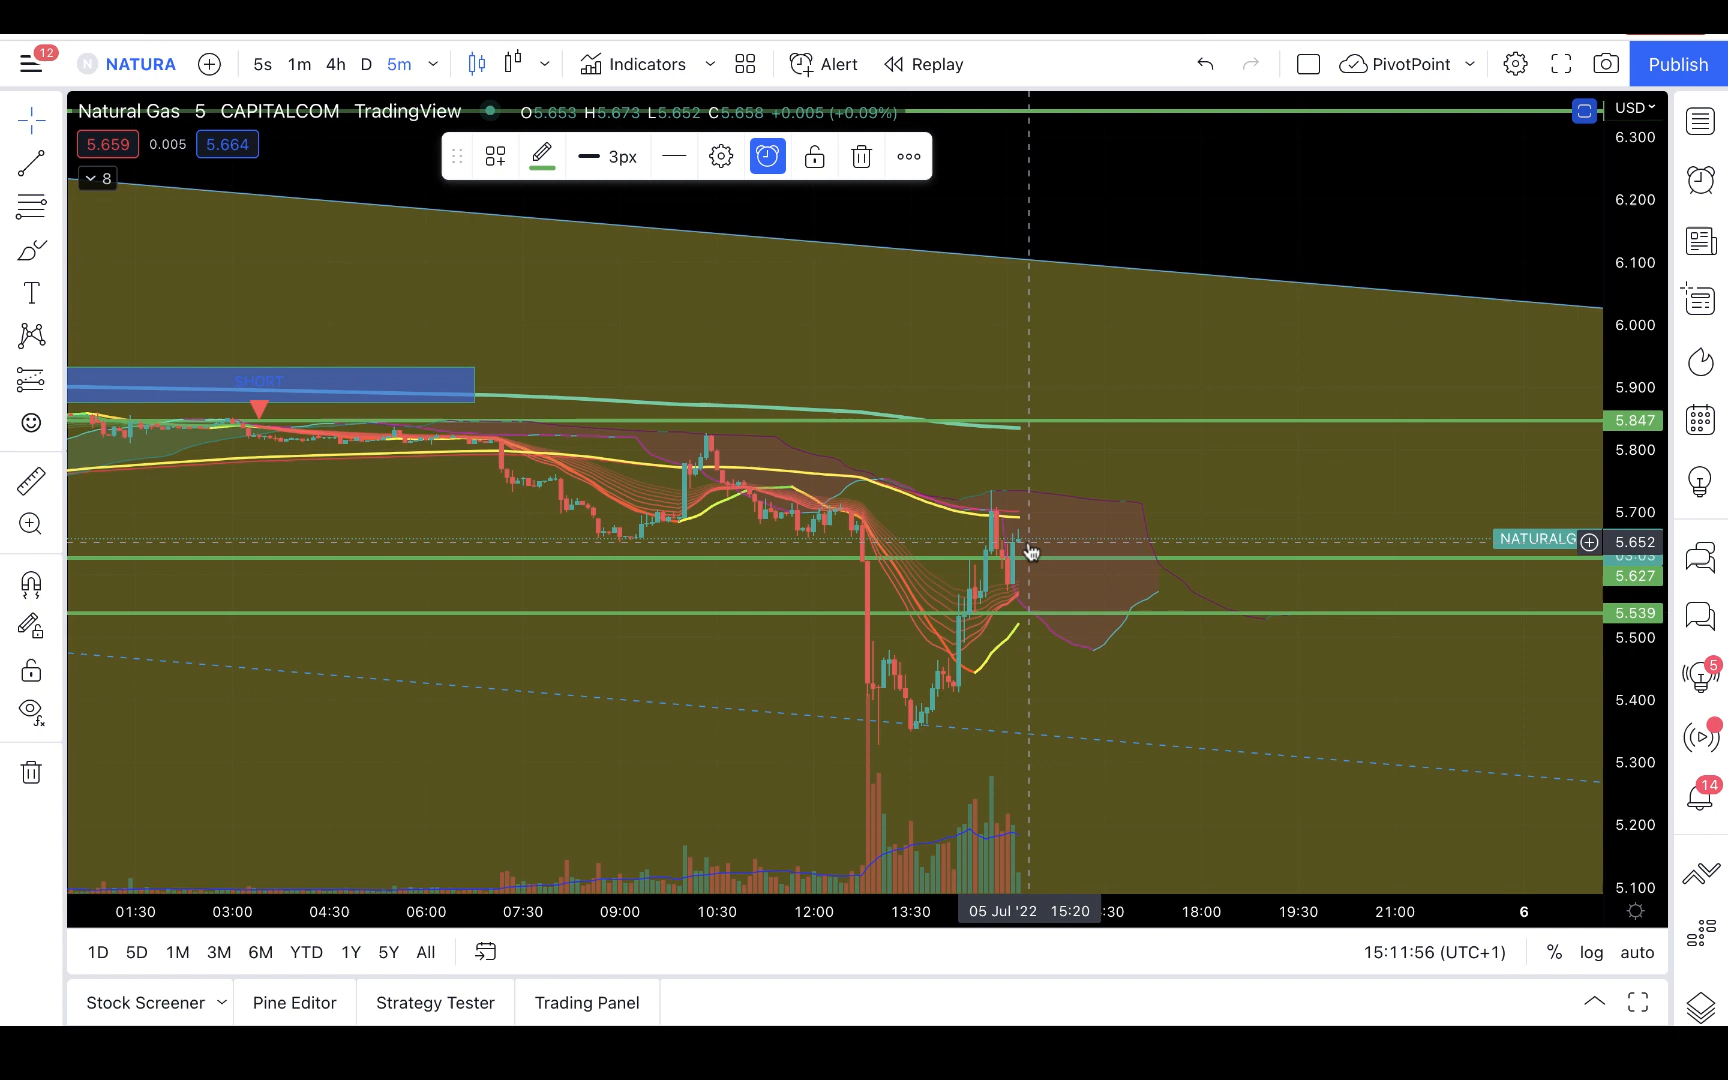 12
N NATURA 5s 1m 4h D 5m Indicators Alert Replay PivotPoint Publish
Natural Gas 5 CAPITALCOM TradingView O5.653 H5.673 L5.652 C5.658 +0.005 (+0.09%)
USD
5.659 0.005 5.664
3px
8
6.300
6.200
6.100
6.000
SHORT
5.900
5.847
5.800
5.700
NATURALG 5.652
5.627
5.539
5.500
5.400
5.300
5.200
5.100
5
14
01:30 03:00 04:30 06:00 07:30 09:00 10:30 12:00 13:30 05 Jul '22 15:20 :30 18:00 19:30 21:00 6
1D 5D 1M 3M 6M YTD 1Y 5Y All 15:11:56 (UTC+1) % log auto
Stock Screener Pine Editor Strategy Tester Trading Panel